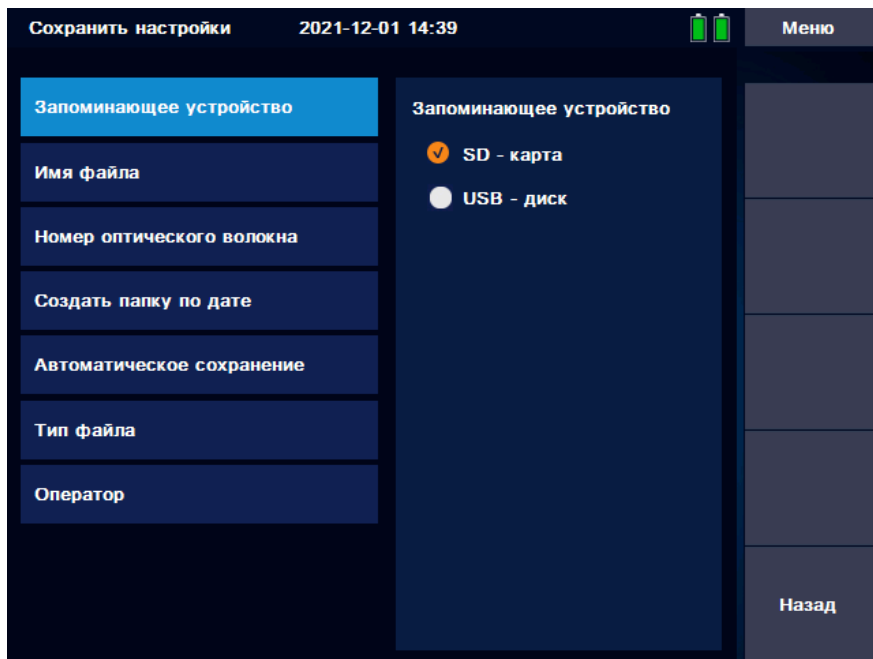 Сохранить настройки 2021-12-01 14:39 Меню
Запоминающее устройство
Имя файла
Номер оптического волокна
Создать папку по дате
Автоматическое сохранение
Тип файла
Оператор
Запоминающее устройство
SD - карта
USB - диск
Назад